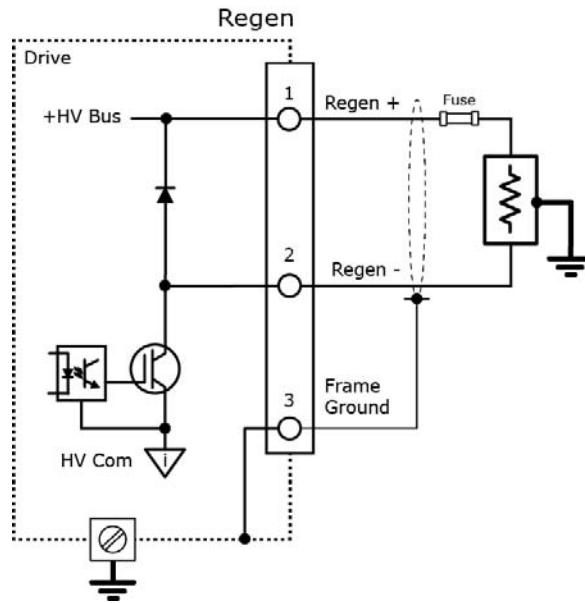 Regen
Drive
1
Regen +
Fuse
+HV Bus
2
Regen -
3
Frame
Ground
HV Com
i